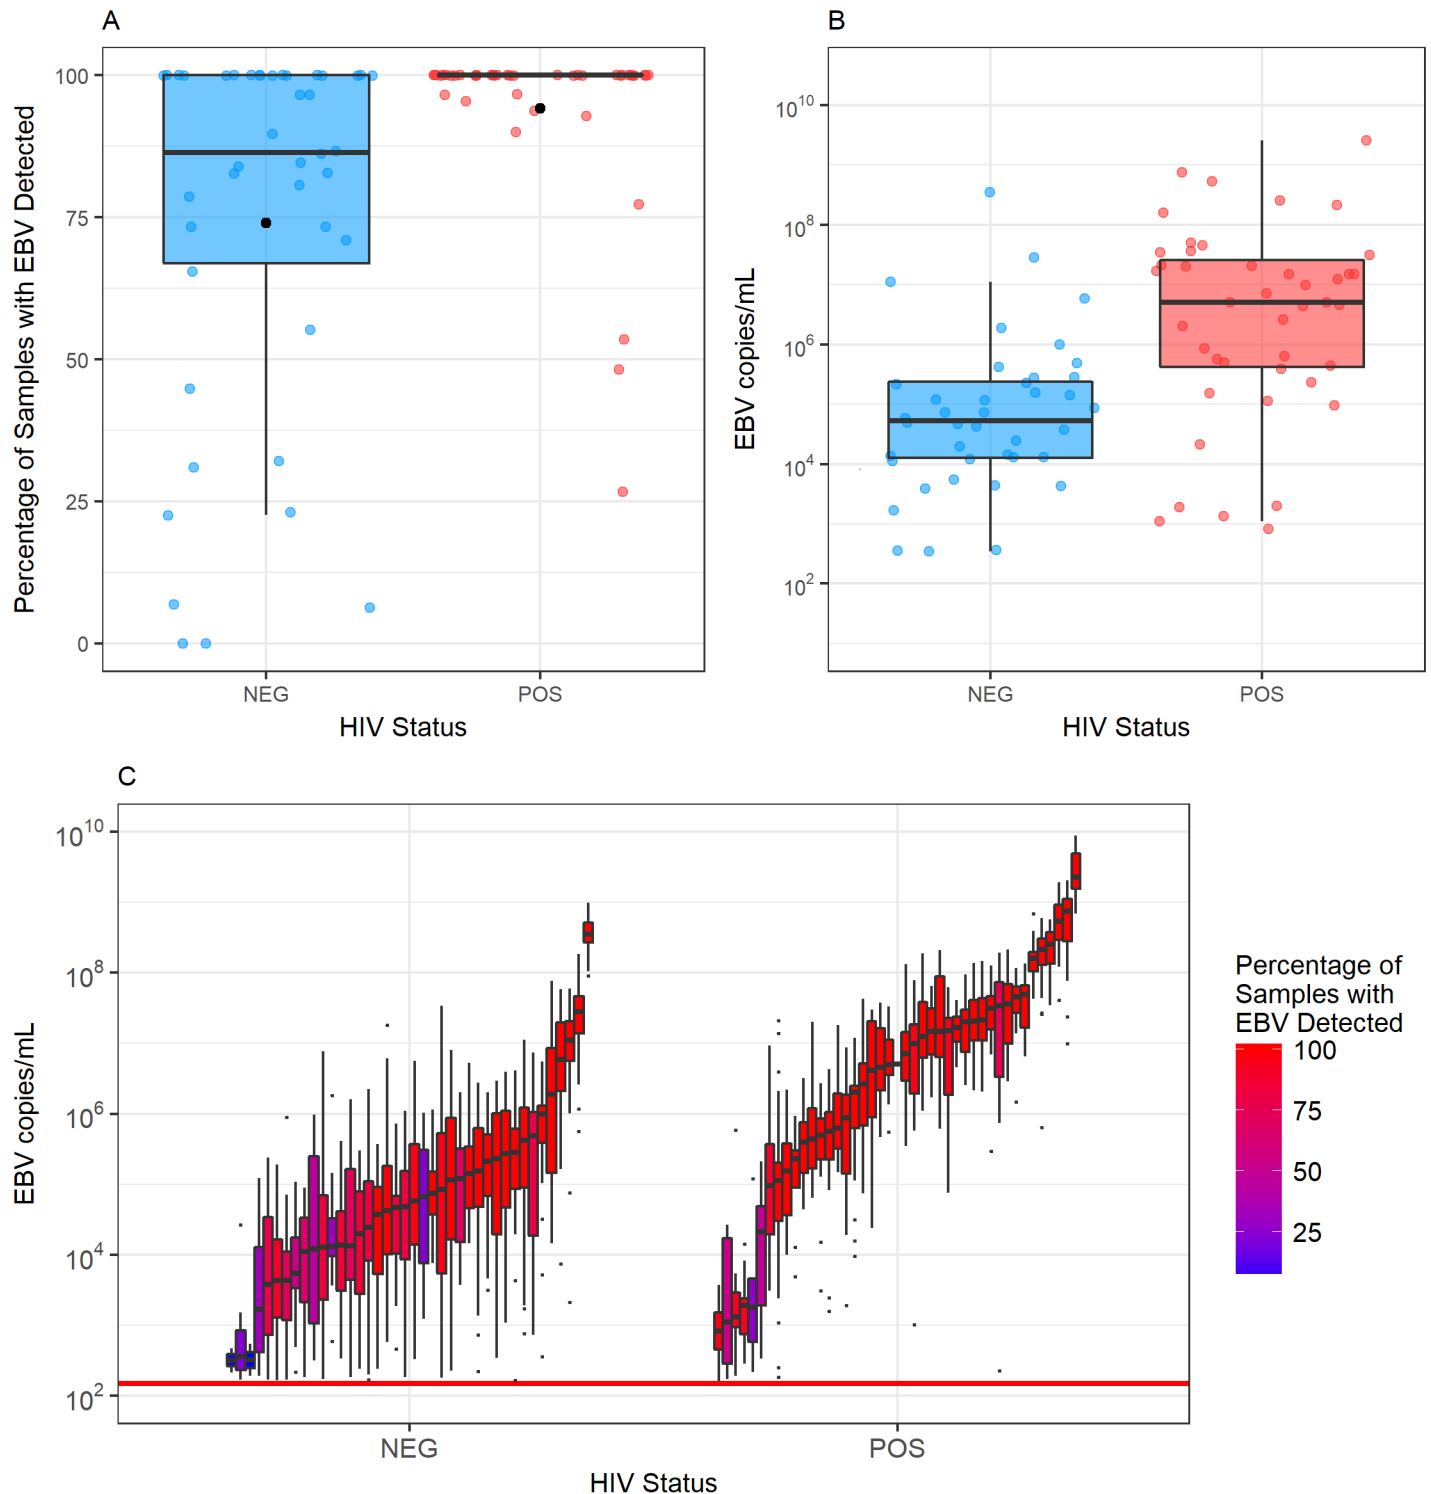 A
Percentage of Samples with EBV Detected
100
75
50
25
0
NEG
POS
HIV Status
B
EBV copies/mL
10^10
10^8
10^6
10^4
10^2
NEG
POS
HIV Status
C
EBV copies/mL
10^10
10^8
10^6
10^4
10^2
NEG
POS
HIV Status
Percentage of
Samples with
EBV Detected
100
75
50
25